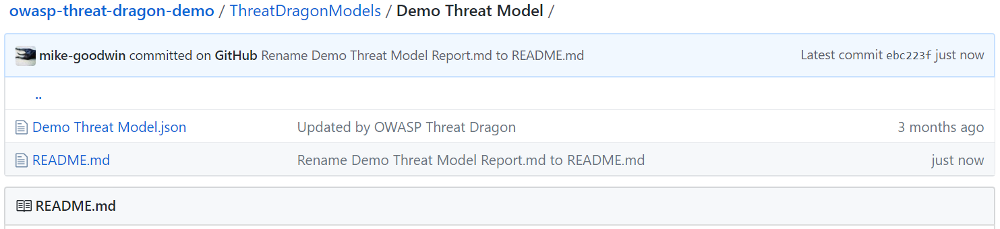 owasp-threat-dragon-demo / ThreatDragonModels / Demo Threat Model /
mike-goodwin committed on GitHub Rename Demo Threat Model Report.md to README.md Latest commit ebc223f just now
..
Demo Threat Model.json Updated by OWASP Threat Dragon 3 months ago
README.md Rename Demo Threat Model Report.md to README.md just now
README.md